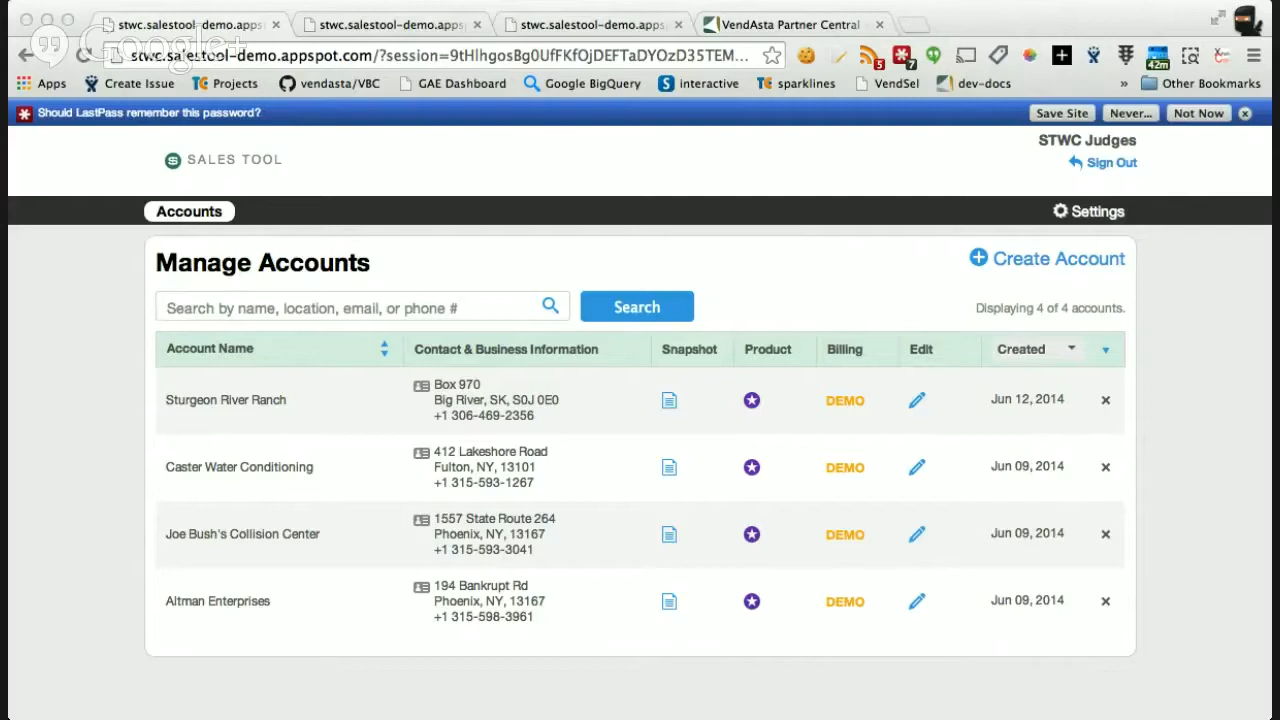 stwc.salestool-demo.apps
stwc.salestool-demo.apps
stwc.salestool-demo.apps
VendAsta Partner Central
Google+
stwc.salestool-demo.appspot.com/?session=9tHlhgosBg0UfFKfOjDEFTaDYOzD35TEM...
5
7
42m
Apps
Create Issue
Projects
vendasta/VBC
GAE Dashboard
Google BigQuery
interactive
sparklines
VendSel
dev-docs
»
Other Bookmarks
Should LastPass remember this password?
Save Site
Never...
Not Now
SALES TOOL
STWC Judges
Sign Out
Accounts
Settings
Manage Accounts
Create Account
Search by name, location, email, or phone #
Search
Displaying 4 of 4 accounts.
Account Name
Contact & Business Information
Snapshot
Product
Billing
Edit
Created
Sturgeon River Ranch
Box 970
Big River, SK, S0J 0E0
+1 306-469-2356
DEMO
Jun 12, 2014
Caster Water Conditioning
412 Lakeshore Road
Fulton, NY, 13101
+1 315-593-1267
DEMO
Jun 09, 2014
Joe Bush's Collision Center
1557 State Route 264
Phoenix, NY, 13167
+1 315-593-3041
DEMO
Jun 09, 2014
Altman Enterprises
194 Bankrupt Rd
Phoenix, NY, 13167
+1 315-598-3961
DEMO
Jun 09, 2014